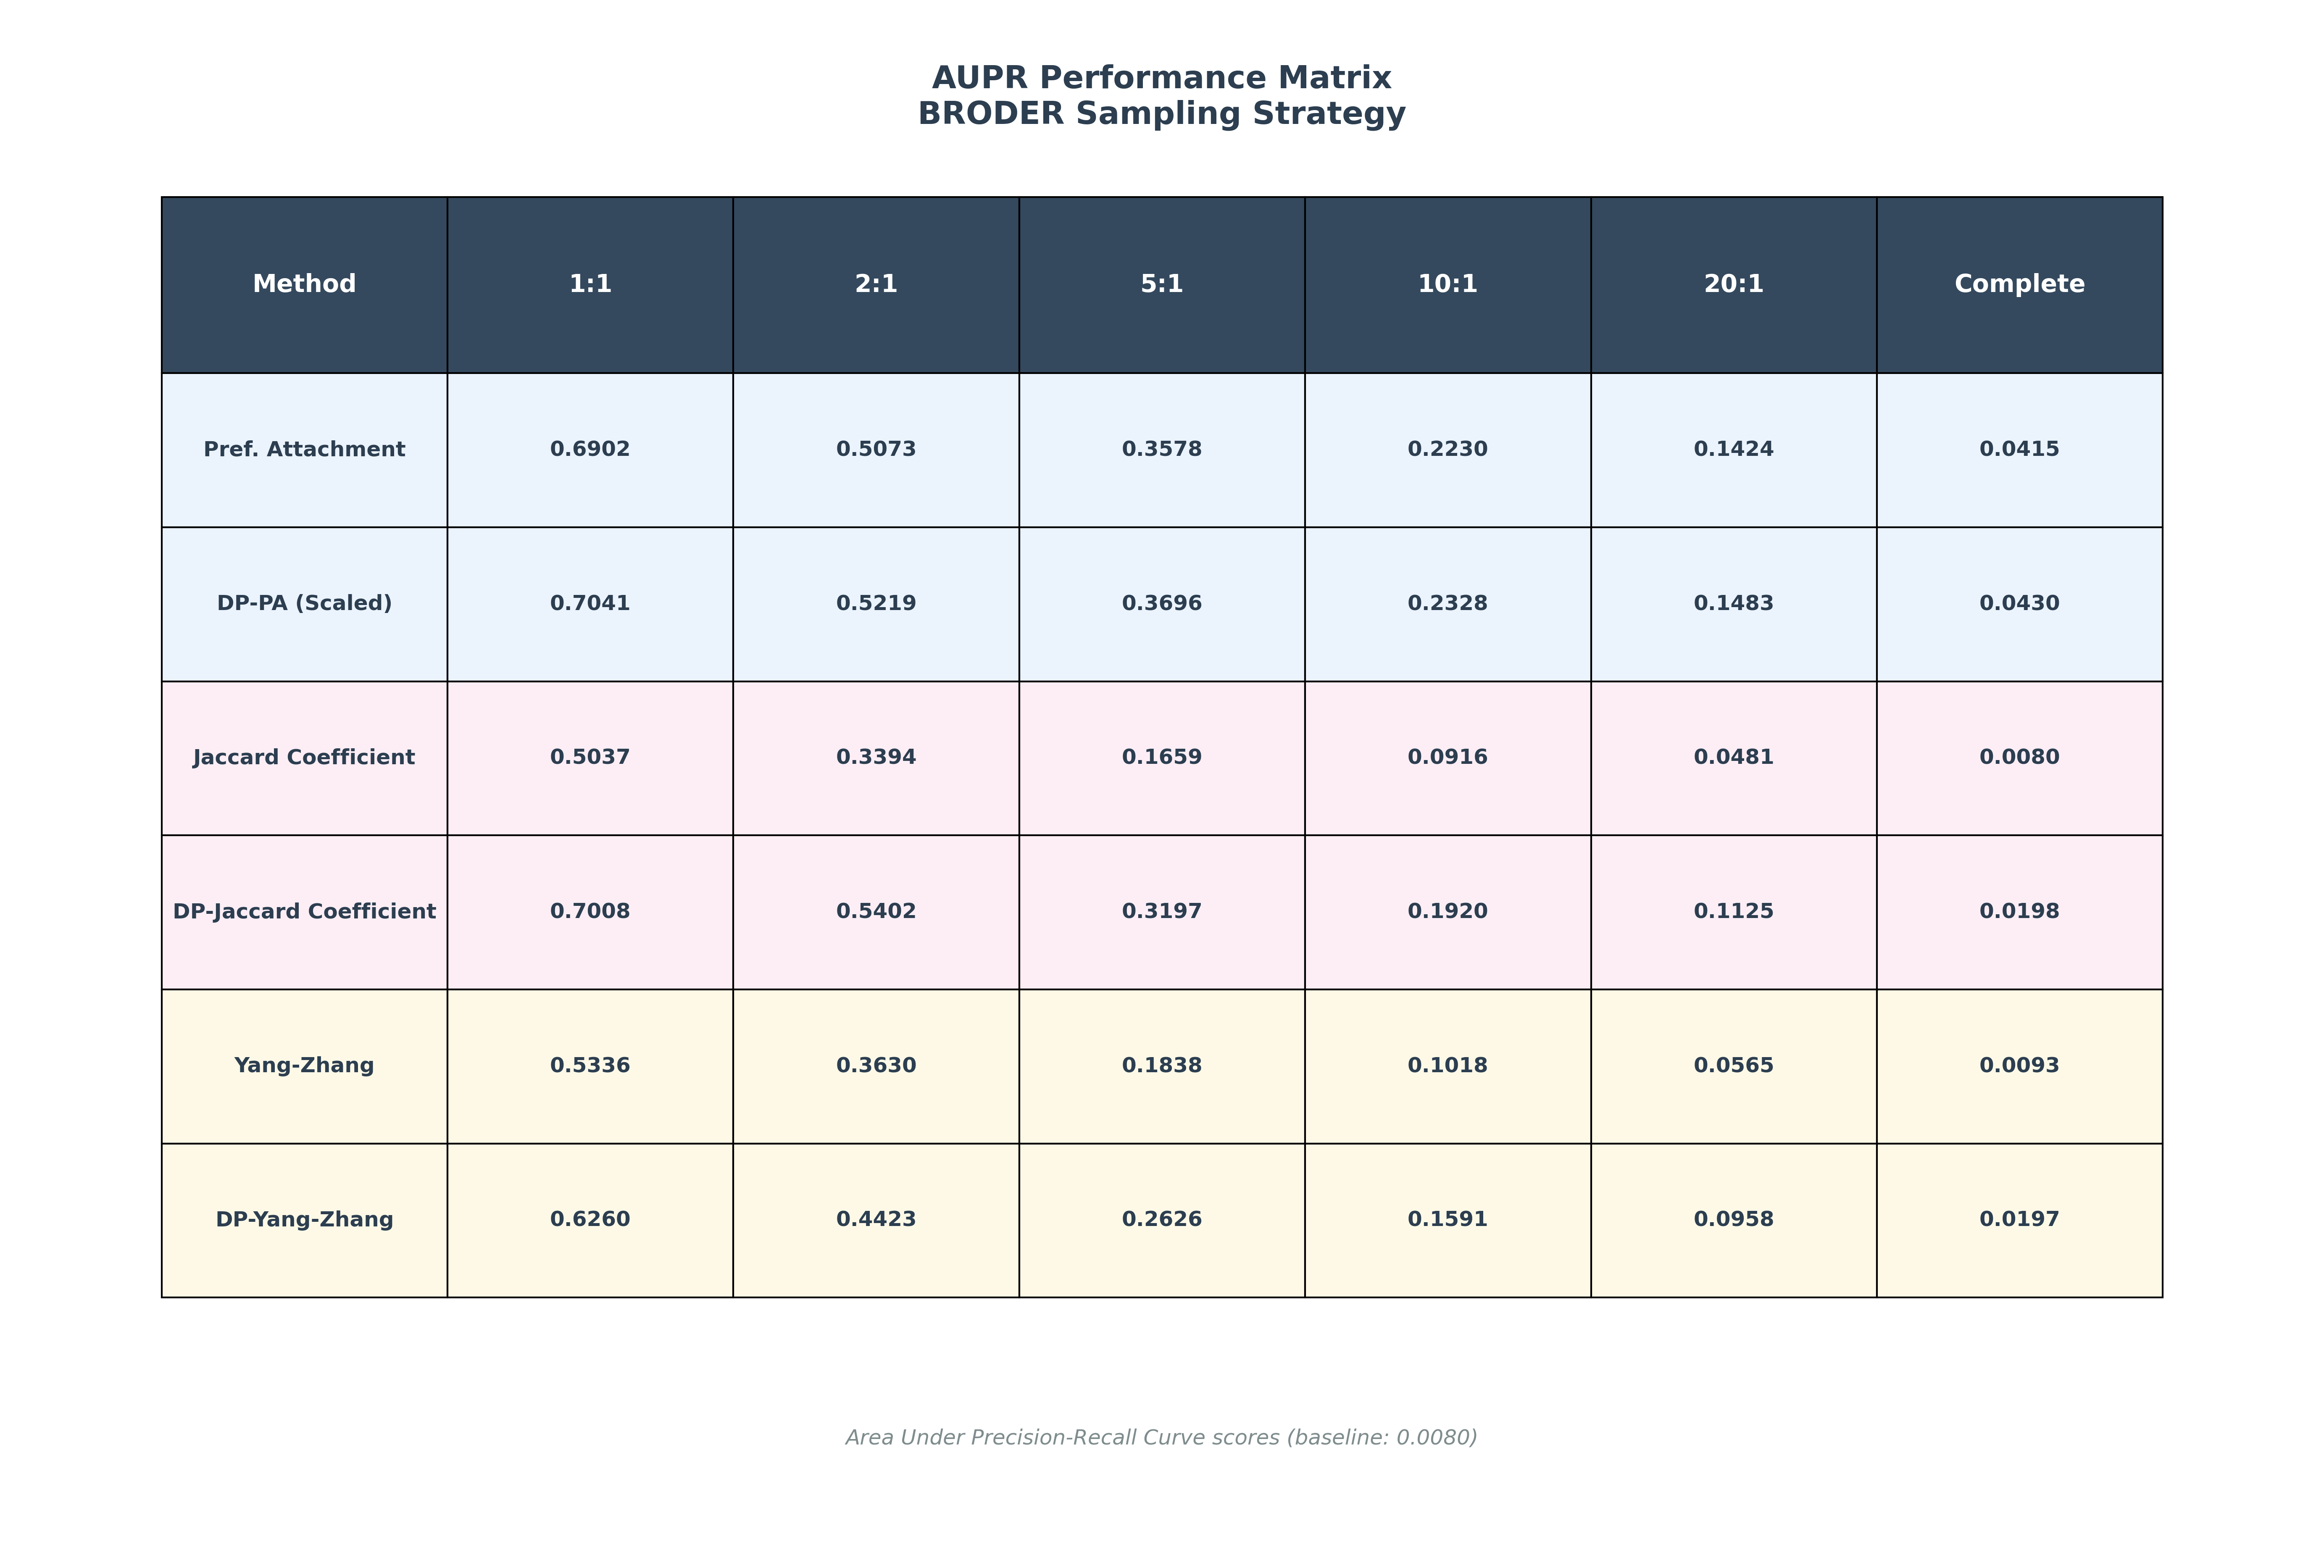 AUPR Performance Matrix
BRODER Sampling Strategy
Method 1:1 2:1 5:1 10:1 20:1 Complete
Pref. Attachment 0.6902 0.5073 0.3578 0.2230 0.1424 0.0415
DP-PA (Scaled) 0.7041 0.5219 0.3696 0.2328 0.1483 0.0430
Jaccard Coefficient 0.5037 0.3394 0.1659 0.0916 0.0481 0.0080
DP-Jaccard Coefficient 0.7008 0.5402 0.3197 0.1920 0.1125 0.0198
Yang-Zhang 0.5336 0.3630 0.1838 0.1018 0.0565 0.0093
DP-Yang-Zhang 0.6260 0.4423 0.2626 0.1591 0.0958 0.0197
Area Under Precision-Recall Curve scores (baseline: 0.0080)